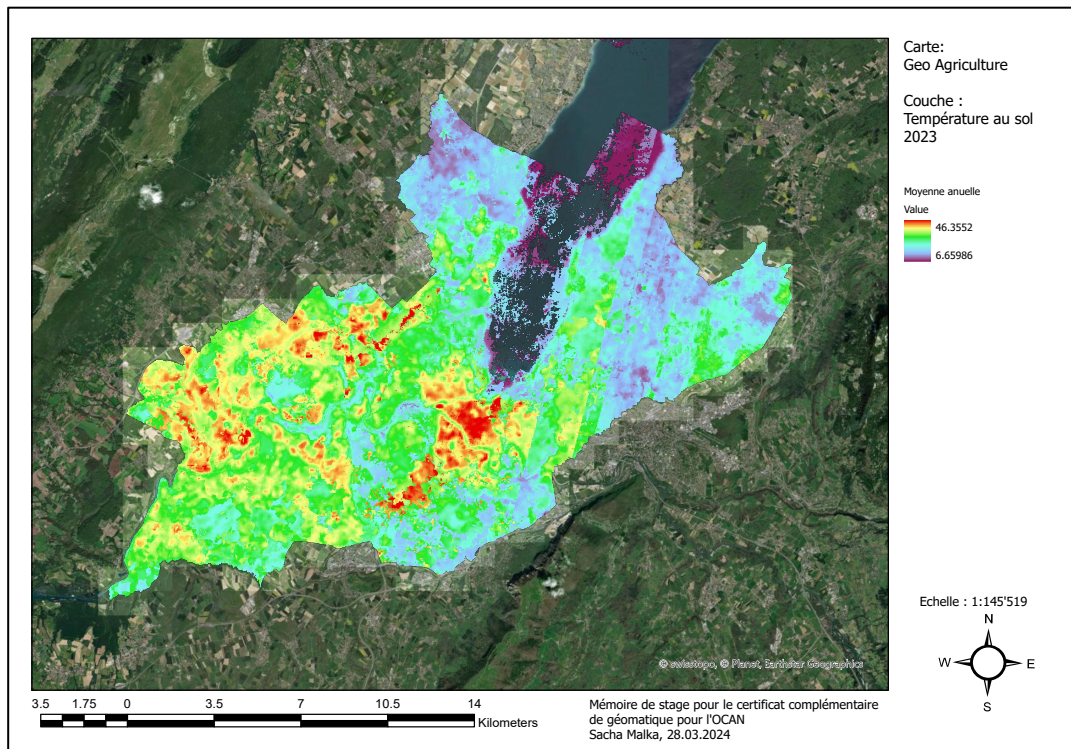 Carte:
Geo Agriculture
Couche :
Température au sol
2023
Moyenne anuelle
Value
46.3552
6.65986
Echelle : 1:145'519
N
W E
S
© swisstopo, © Planet, Earthstar Geographics
3.5 1.75 0 3.5 7 10.5 14
Kilometers
Mémoire de stage pour le certificat complémentaire
de géomatique pour l'OCAN
Sacha Malka, 28.03.2024